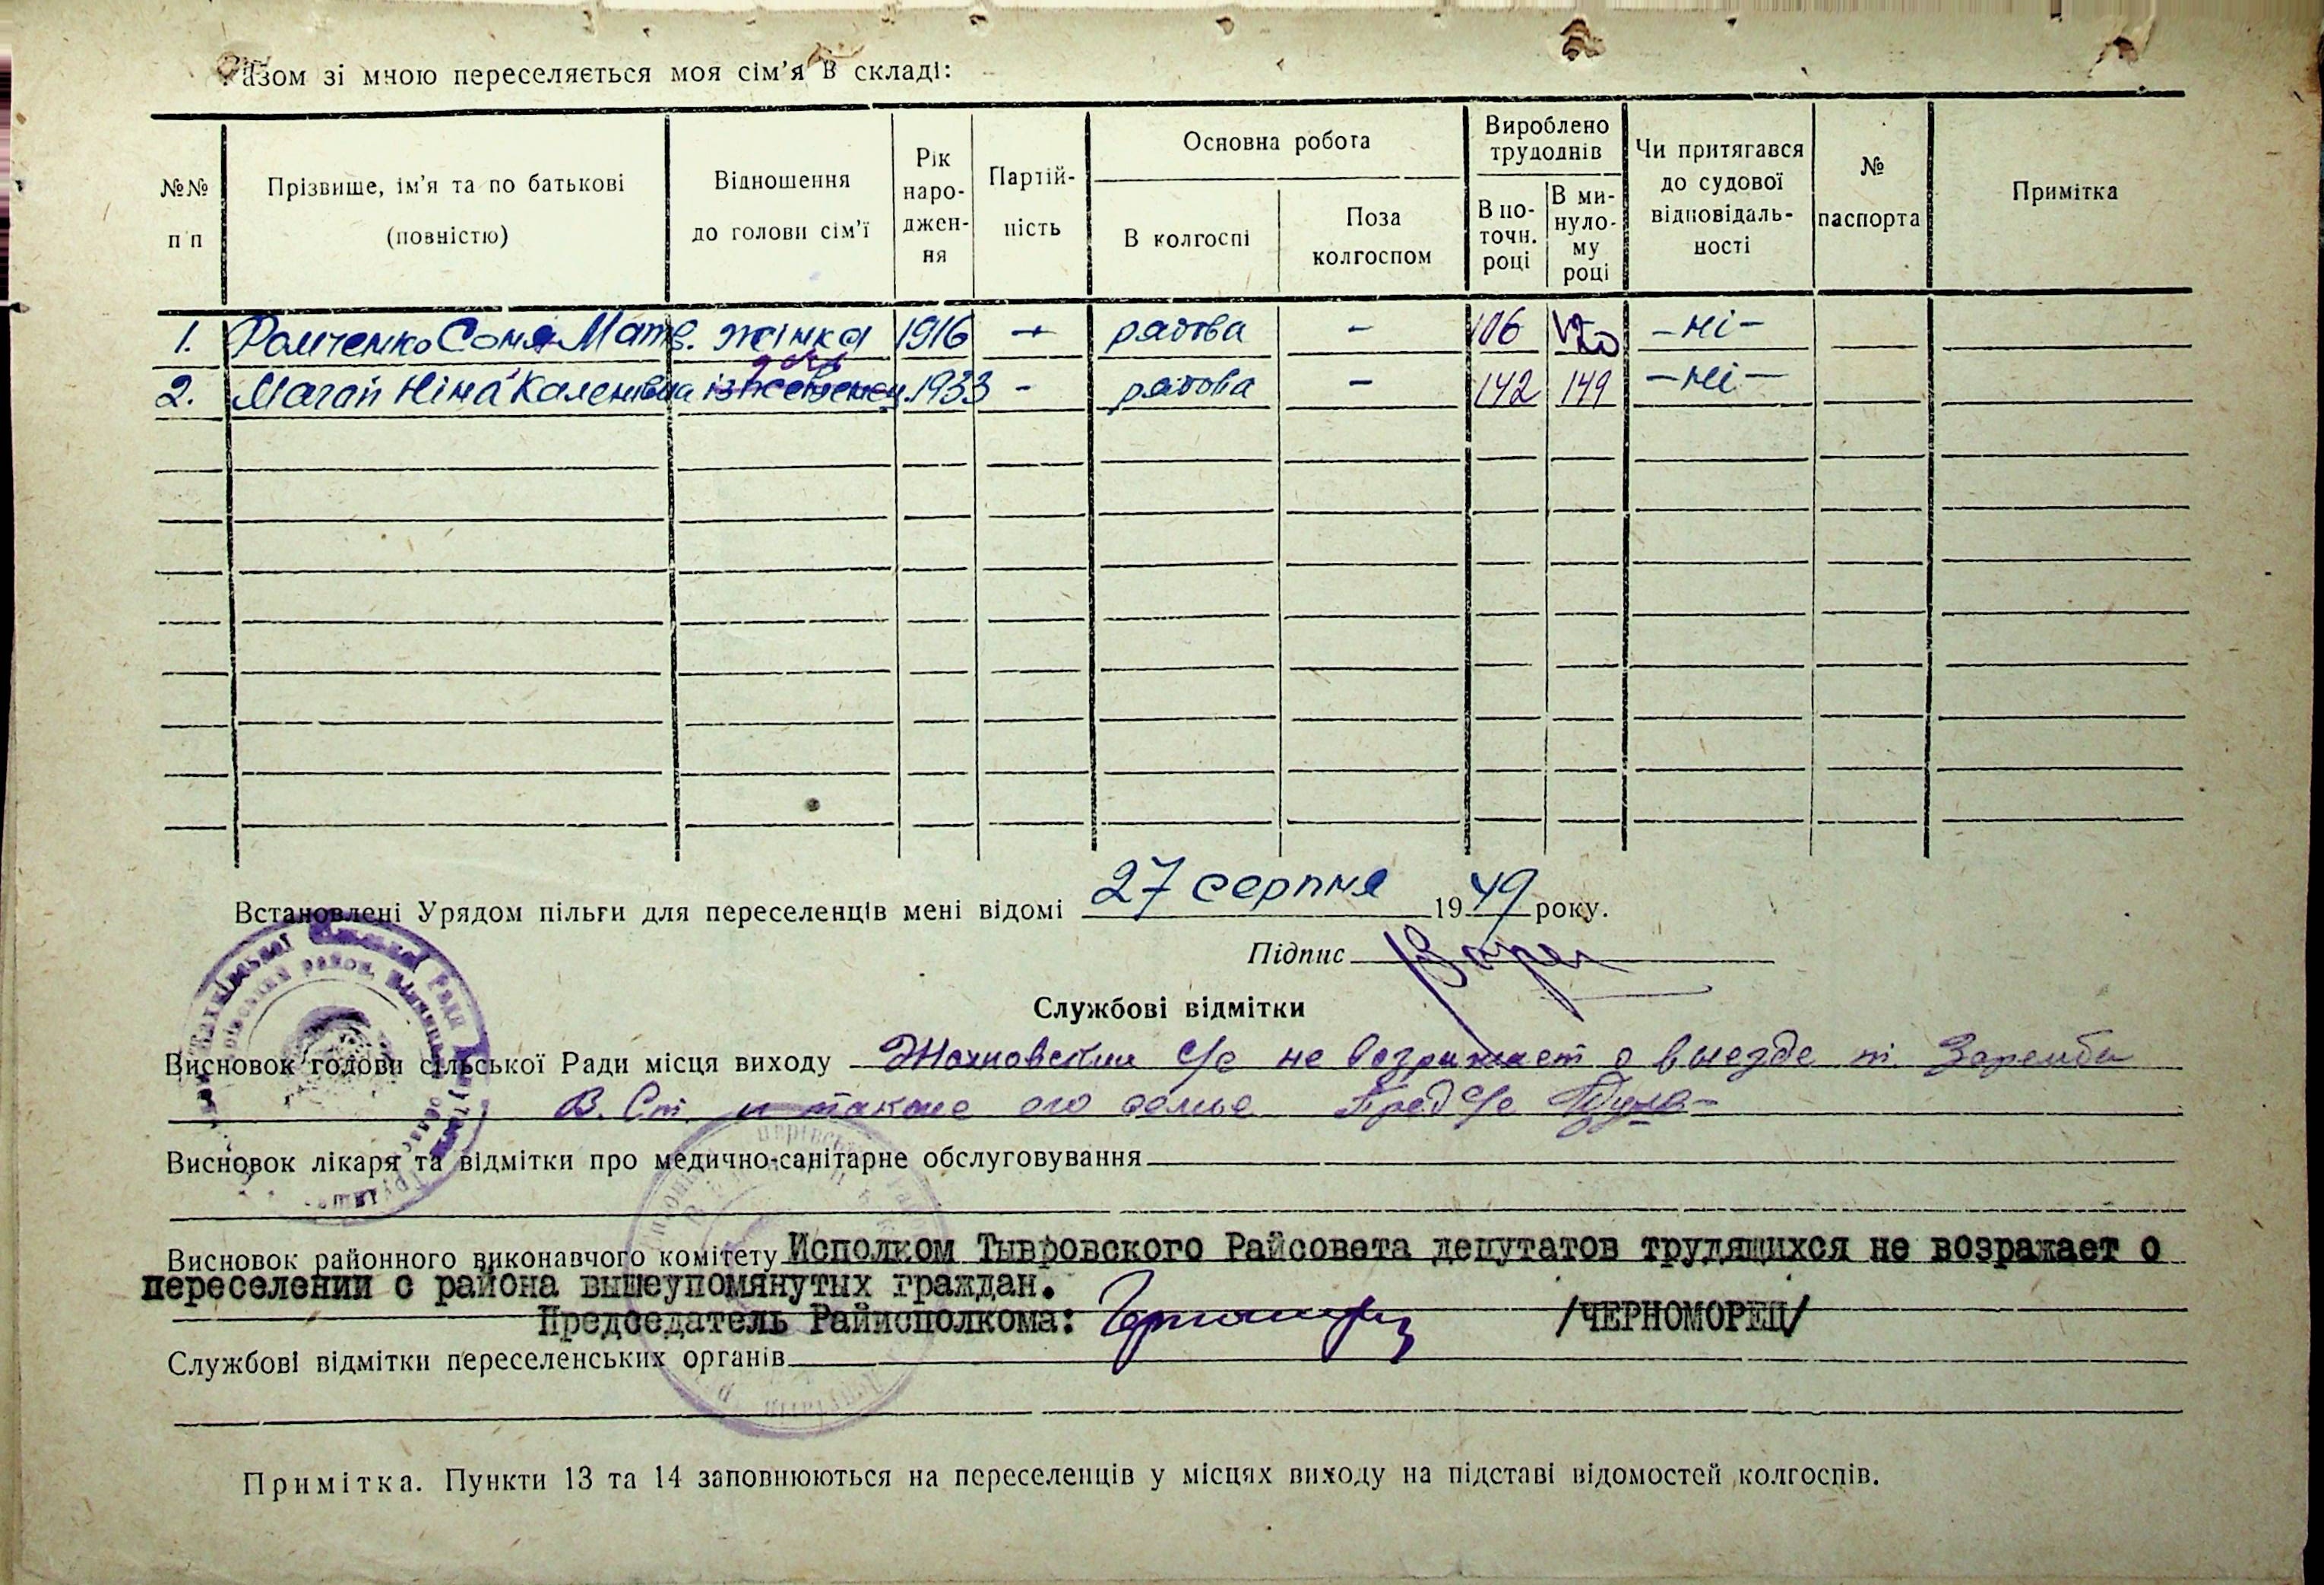 Разом зі мною переселяється моя сім'я в складі:
№№ п п | Прізвище, ім'я та по батькові (повністю) | Відношення до голови сім'ї | Рік народження | Партійність | Основна робота | Вироблено трудоднів | Чи притягався до судової відповідальності | № паспорта | Примітка
В колгоспі | Поза колгоспом | В поточн. році | В минулому році
1. Фомченко Соня Матв. жінка 1916 – рядова – 106 120 – ні –
дочь
2. Магай Ніна Каленівна 1933 – рядова – 142 149 – ні –
Встановлені Урядом пільги для переселенців мені відомі 27 серпня 1949 року.
Підпис
Службові відмітки
Висновок голови сільської Ради місця виходу Жахновский с/с не возражает о выезде т. Зарембы
В. Ст. и также его семье Пред с/с
Висновок лікаря та відмітки про медично-санітарне обслуговування
Висновок районного виконавчого комітету Исполком Тывровского Райсовета депутатов трудящихся не возражает о
переселении с района вышеупомянутых граждан.
Председатель Райисполкома: /ЧЕРНОМОРЕЦ/
Службові відмітки переселенських органів
Примітка. Пункти 13 та 14 заповнюються на переселенців у місцях виходу на підставі відомостей колгоспів.